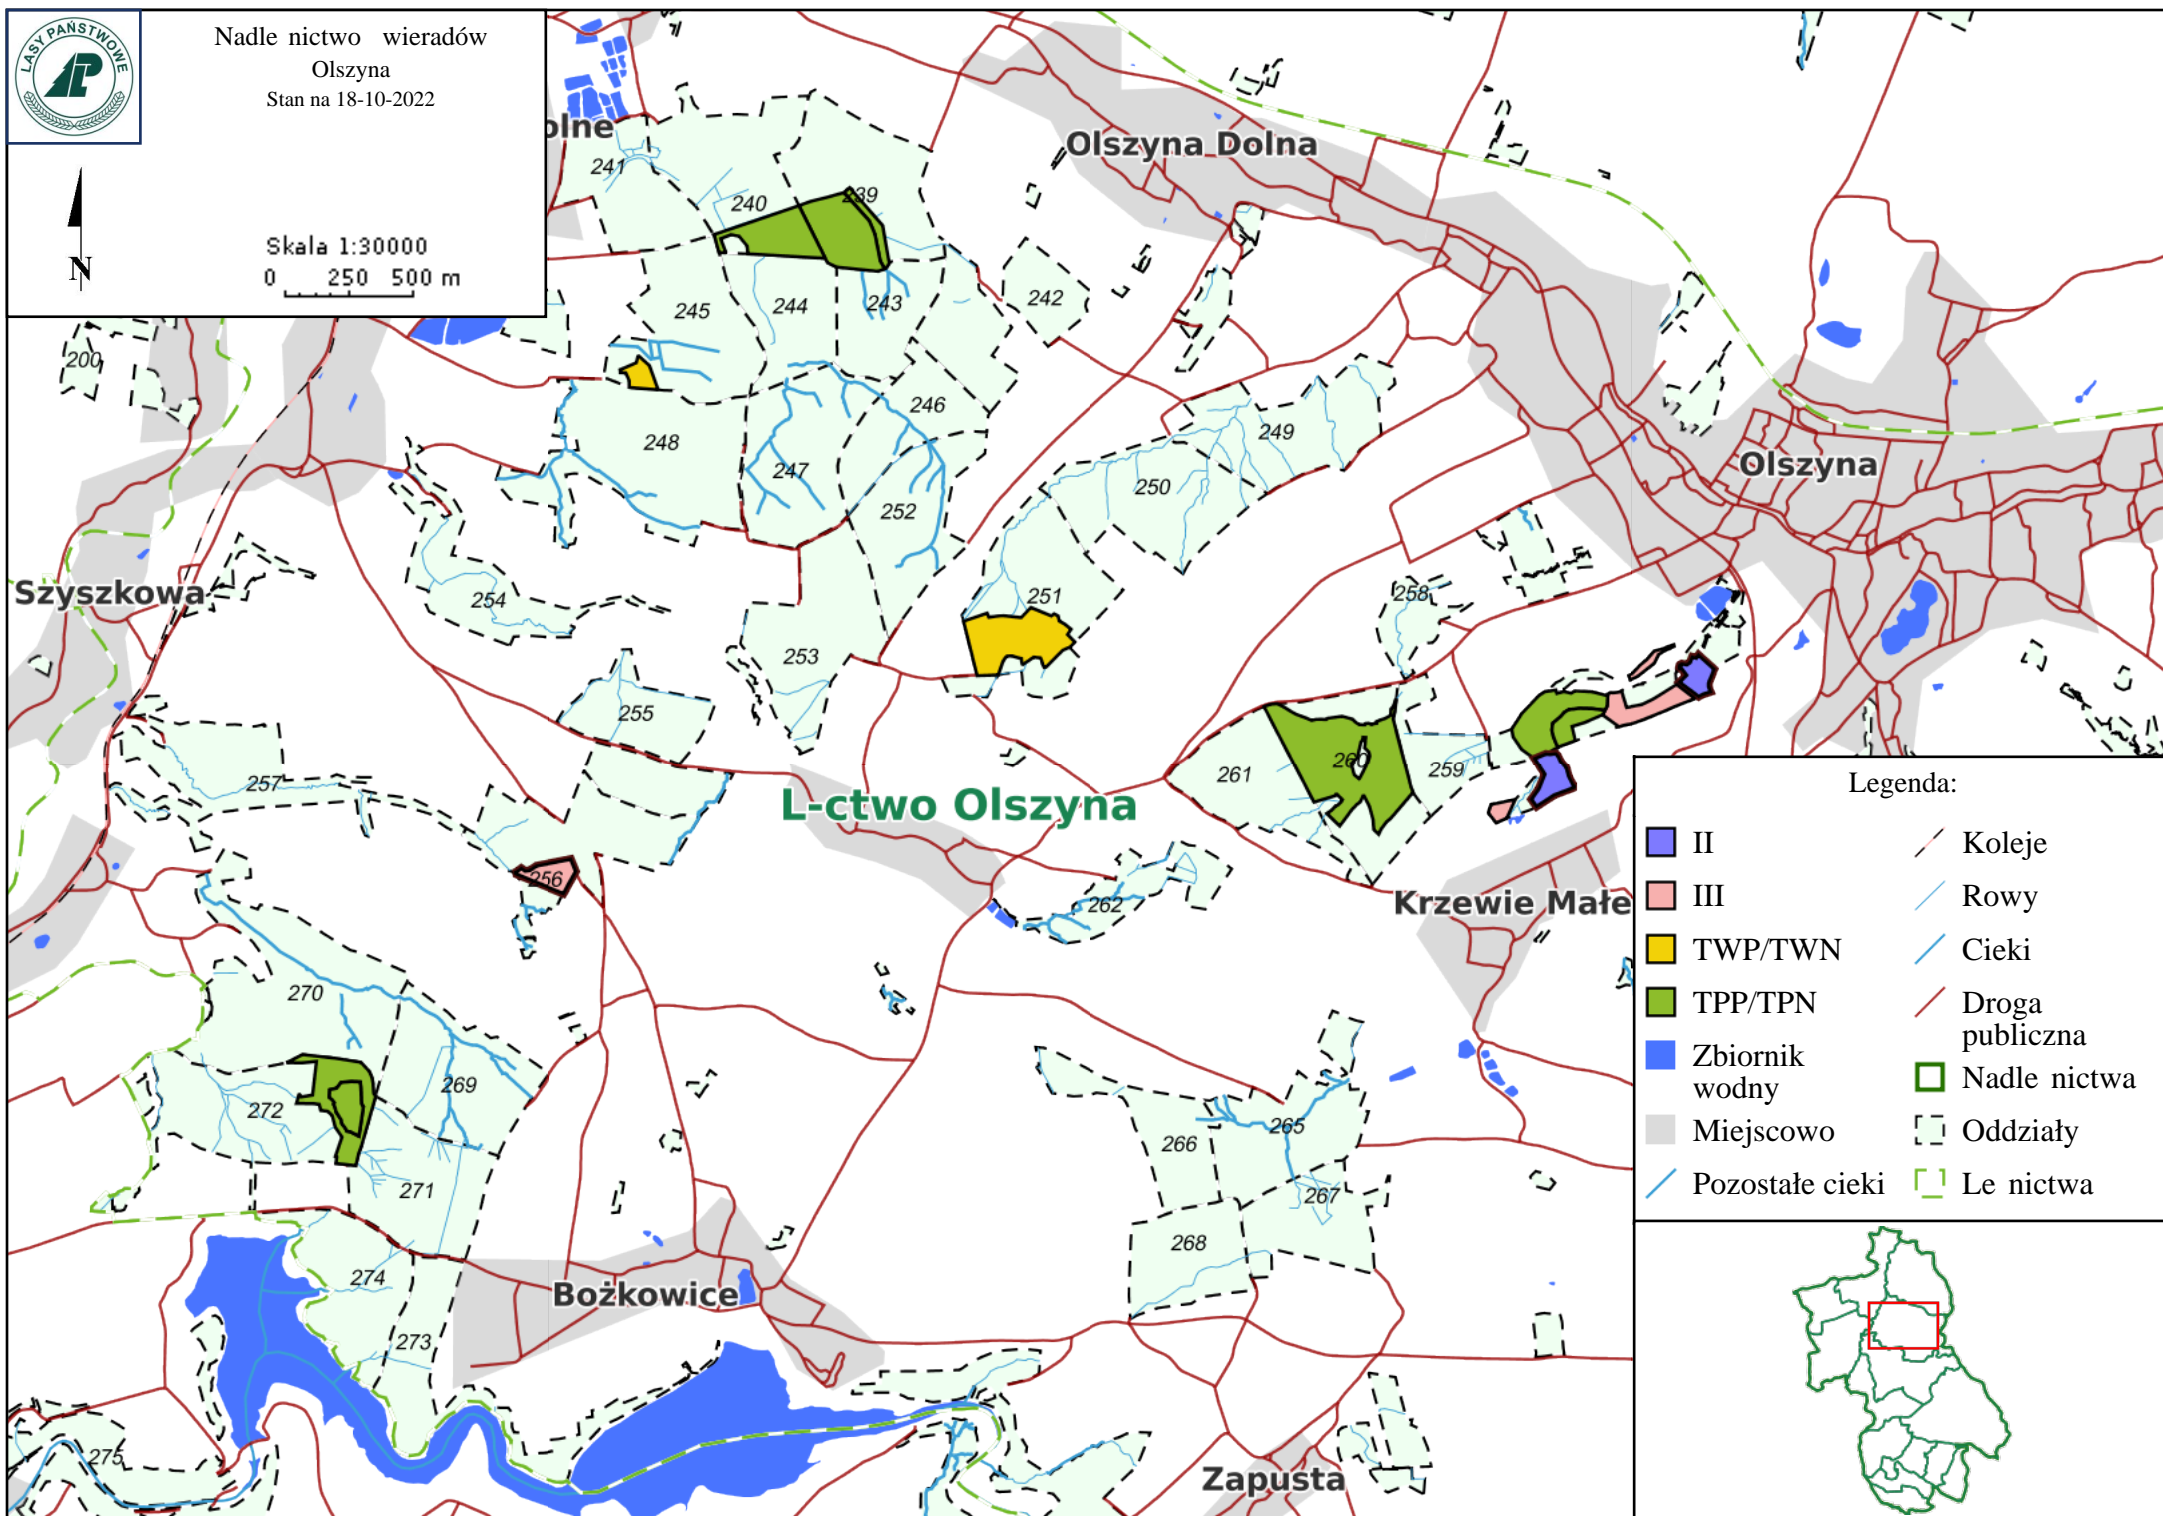 LASY PAŃSTWOWE
Nadle nictwo wieradów
Olszyna
Stan na 18-10-2022
N
Skala 1:30000
0 250 500 m
olne
Olszyna Dolna
241
240
239
242
245
244
243
200
246
249
248
247
250
Olszyna
252
Szyszkowa
254
251
258
253
255
257
261
260
259
L-ctwo Olszyna
256
262
Krzewie Małe
270
269
272
266
265
271
267
268
274
Bożkowice
273
275
Zapusta
Legenda:
II
III
TWP/TWN
TPP/TPN
Zbiornik
wodny
Miejscowo
Pozostałe cieki
Koleje
Rowy
Cieki
Droga
publiczna
Nadle nictwa
Oddziały
Le nictwa